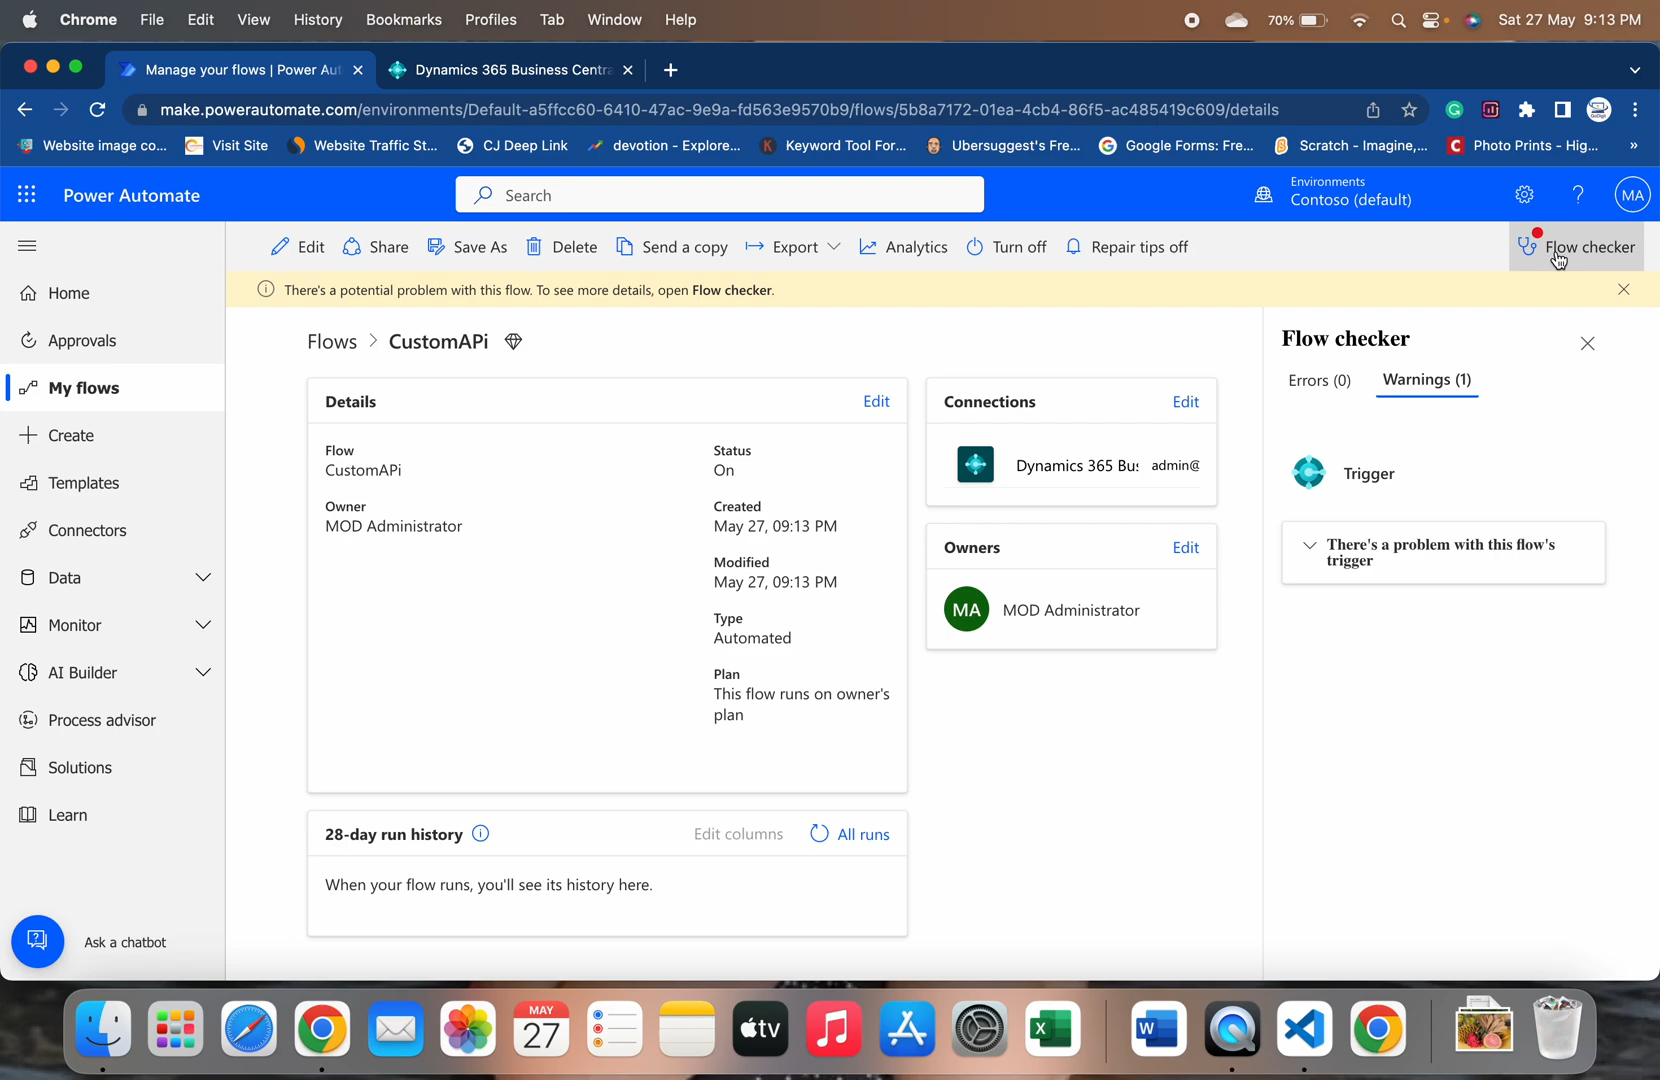 Chrome File Edit View History Bookmarks Profiles Tab Window Help 70% Sat 27 May 9:13 PM
Manage your flows | Power Aut Dynamics 365 Business Centra
make.powerautomate.com/environments/Default-a5ffcc60-6410-47ac-9e9a-fd563e9570b9/flows/5b8a7172-01ea-4cb4-86f5-ac485419c609/details
Website image co... Visit Site Website Traffic St... CJ Deep Link devotion - Explore... Keyword Tool For... Ubersuggest's Fre... Google Forms: Fre... Scratch - Imagine,... Photo Prints - Hig... »
Power Automate
Search
Environments
Contoso (default)
? MA
Edit Share Save As Delete Send a copy Export Analytics Turn off Repair tips off Flow checker
There's a potential problem with this flow. To see more details, open Flow checker.
Home
Approvals
My flows
Create
Templates
Connectors
Data
Monitor
AI Builder
Process advisor
Solutions
Learn
Ask a chatbot
Flows > CustomAPi
Details Edit
Flow
CustomAPi
Owner
MOD Administrator
Status
On
Created
May 27, 09:13 PM
Modified
May 27, 09:13 PM
Type
Automated
Plan
This flow runs on owner's
plan
28-day run history Edit columns All runs
When your flow runs, you'll see its history here.
Connections Edit
Dynamics 365 Bus admin@
Owners Edit
MA MOD Administrator
Flow checker
Errors (0) Warnings (1)
Trigger
There's a problem with this flow's
trigger
MAY
27
tv
X
W